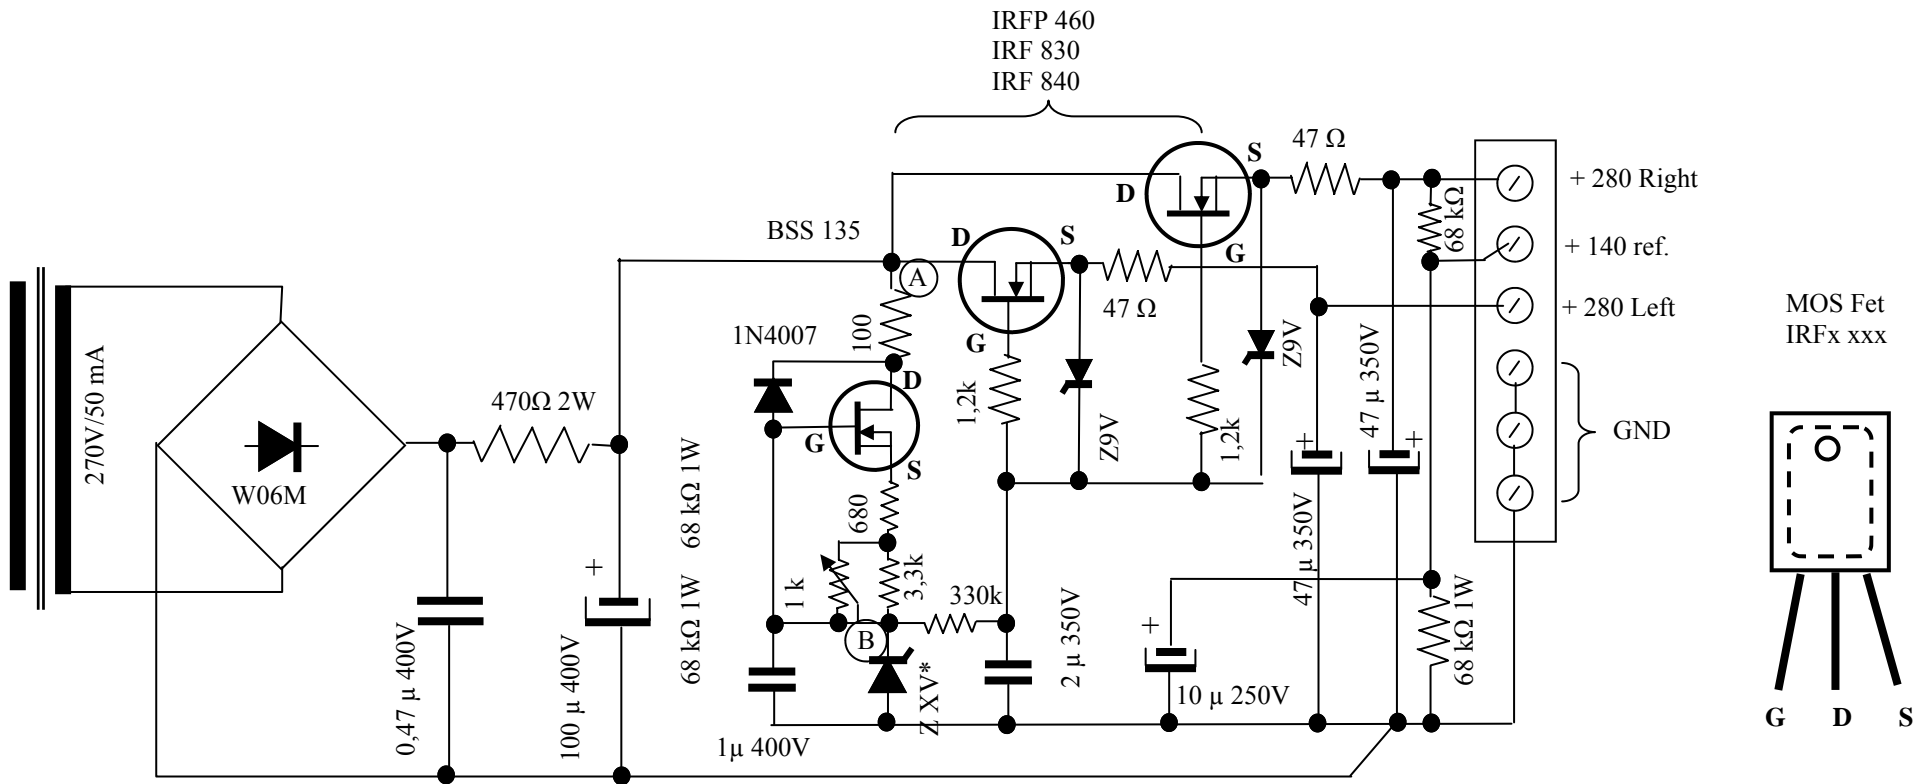 IRFP 460
IRF 830
IRF 840
S
47 Ω
+ 280 Right
D
68 kΩ
BSS 135
D
S
G
+ 140 ref.
A
47 Ω
+ 280 Left
MOS Fet
IRFx xxx
1N4007
100
G
Z9V
270V/50 mA
D
1,2k
47 µ 350V
470Ω 2W
GND
G
Z9V
1,2k
+
+
W06M
68 kΩ 1W
S
680
47 µ 350V
+
1 k
3,3k
330k
68 kΩ 1W
+
B
2 µ 350V
68 kΩ 1W
0,47 µ 400V
100 µ 400V
Z XV*
10 µ 250V
1µ 400V
G
D
S